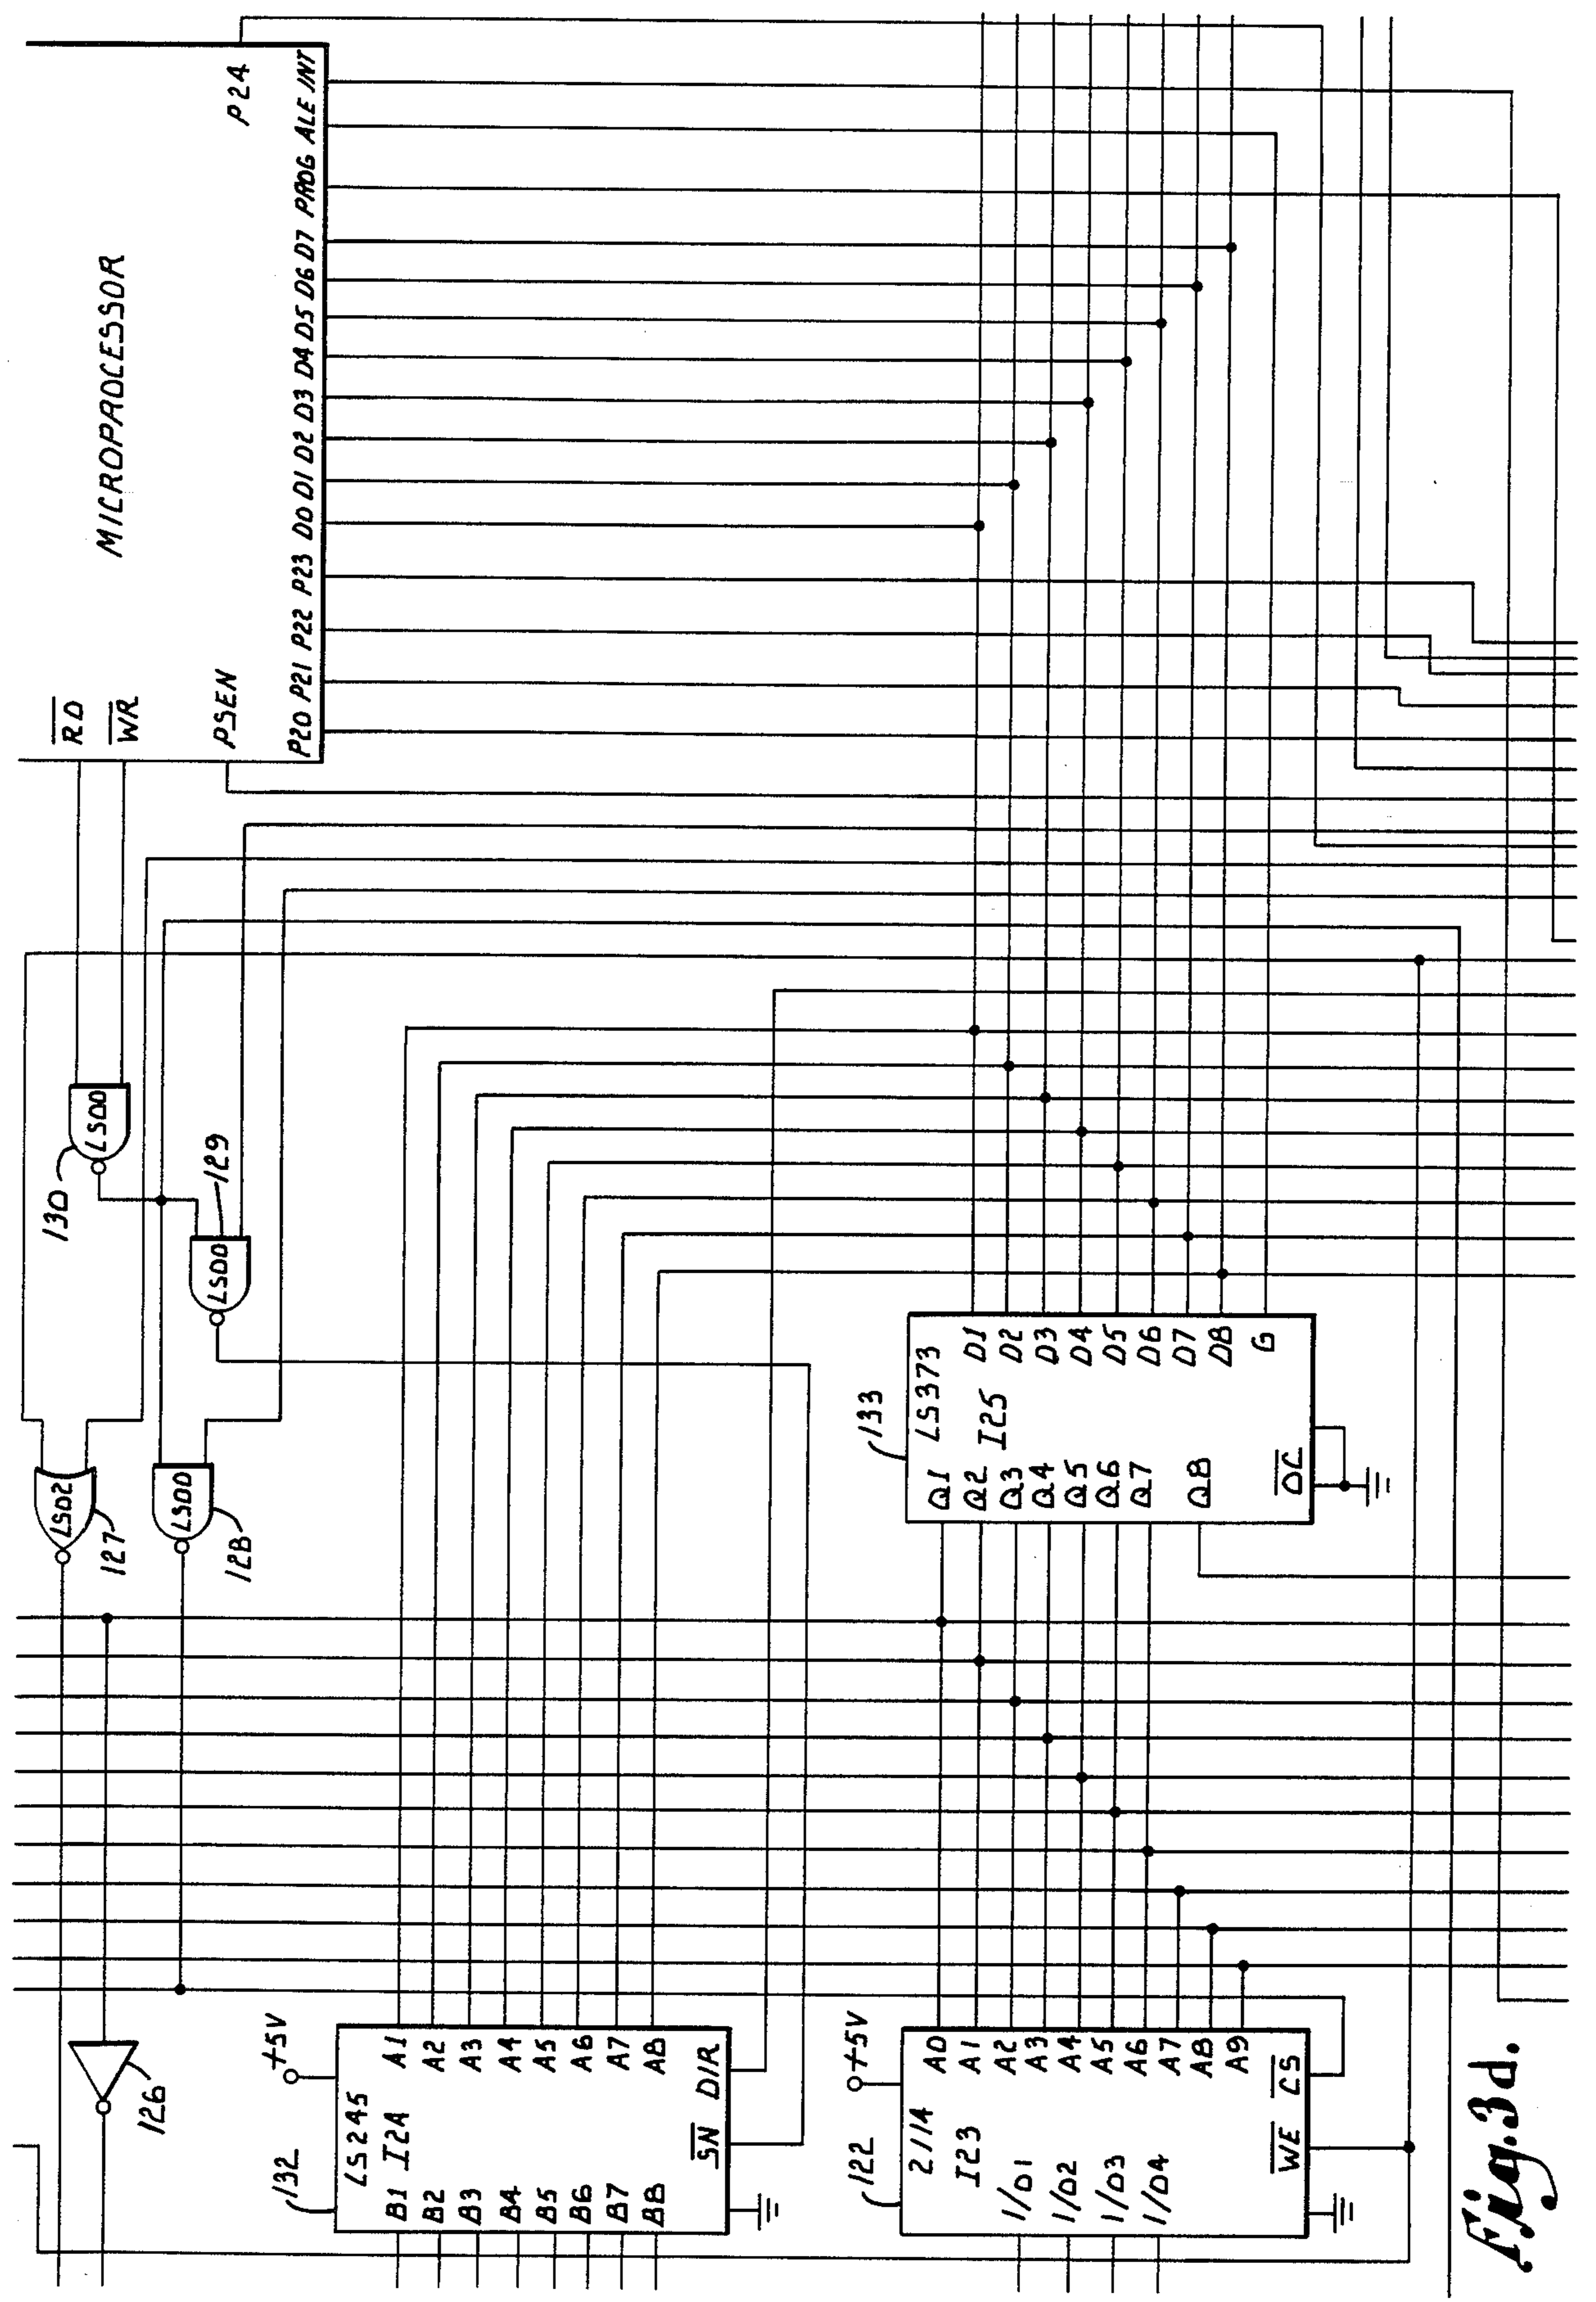 MICROPROCESSOR
P24
RD
WR
PSEN
P20 P21 P22 P23 D0 D1 D2 D3 D4 D5 D6 D7 PROG ALE INT
LS00
130
129
LS00
LS02
127
LS00
128
126
+5V
132
LS245
I24
A1
A2
A3
A4
A5
A6
A7
A8
DIR
SN
B1
B2
B3
B4
B5
B6
B7
B8
133
LS373
I25
D1
D2
D3
D4
D5
D6
D7
D8
G
Q1
Q2
Q3
Q4
Q5
Q6
Q7
Q8
OC
+5V
122
2114
I23
A0
A1
A2
A3
A4
A5
A6
A7
A8
A9
CS
WE
I/O1
I/O2
I/O3
I/O4
Fig.3d.